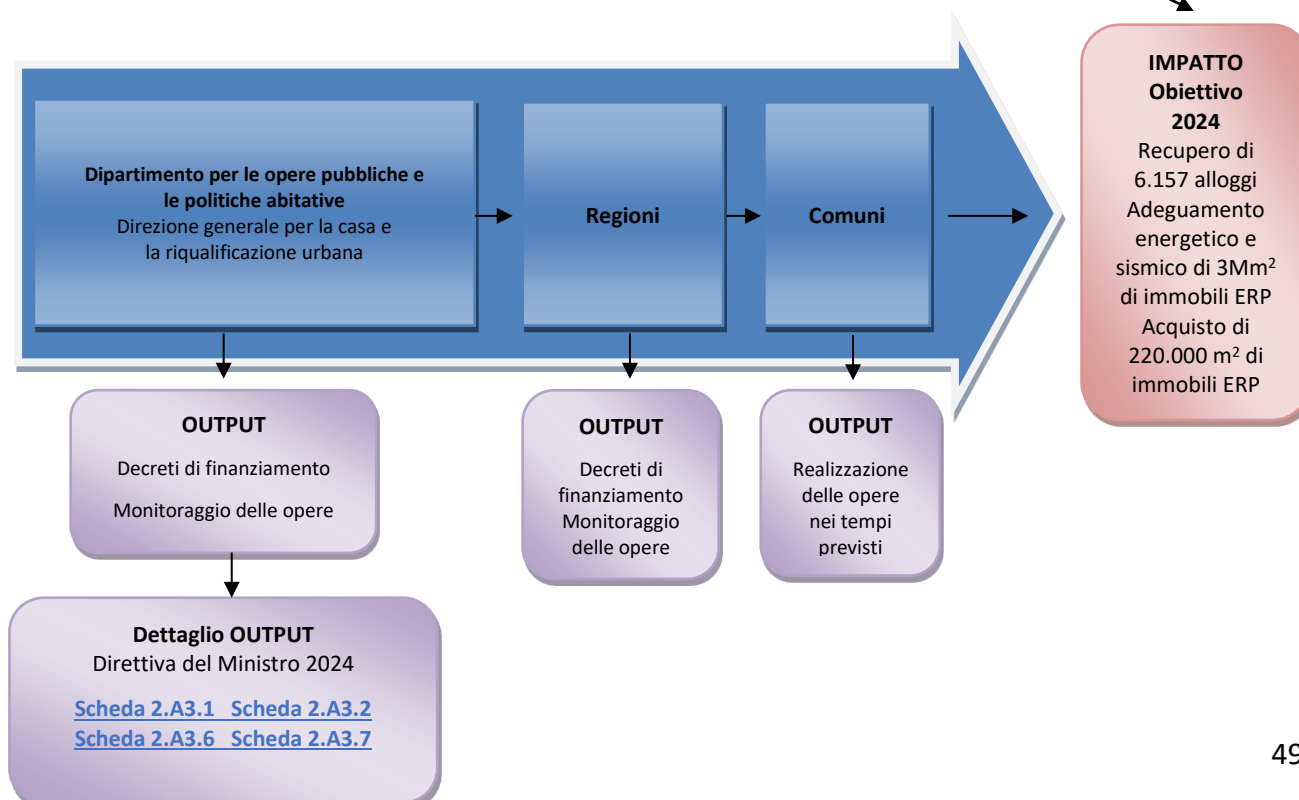 Dipartimento per le opere pubbliche e
le politiche abitative
Direzione generale per la casa e
la riqualificazione urbana
Regioni
Comuni
IMPATTO
Obiettivo
2024
Recupero di
6.157 alloggi
Adeguamento
energetico e
sismico di 3Mm²
di immobili ERP
Acquisto di
220.000 m² di
immobili ERP
OUTPUT
Decreti di finanziamento
Monitoraggio delle opere
OUTPUT
Decreti di
finanziamento
Monitoraggio
delle opere
OUTPUT
Realizzazione
delle opere
nei tempi
previsti
Dettaglio OUTPUT
Direttiva del Ministro 2024
Scheda 2.A3.1 Scheda 2.A3.2
Scheda 2.A3.6 Scheda 2.A3.7
49